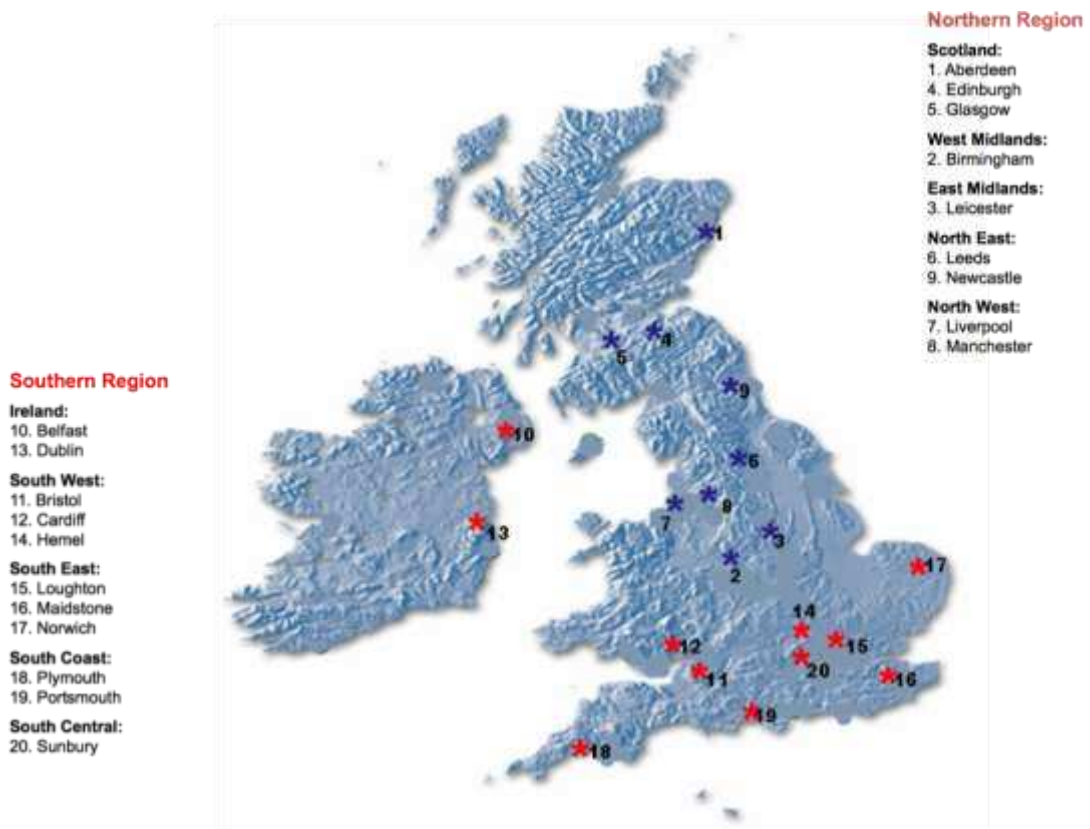 Northern Region
Scotland:
1. Aberdeen
4. Edinburgh
5. Glasgow
West Midlands:
2. Birmingham
East Midlands:
3. Leicester
North East:
6. Leeds
9. Newcastle
North West:
7. Liverpool
8. Manchester
Southern Region
Ireland:
10. Belfast
13. Dublin
South West:
11. Bristol
12. Cardiff
14. Hemel
South East:
15. Loughton
16. Maidstone
17. Norwich
South Coast:
18. Plymouth
19. Portsmouth
South Central:
20. Sunbury
1
4
5
9
10
6
8
7
13
3
2
17
14
12
15
20
11
16
19
18